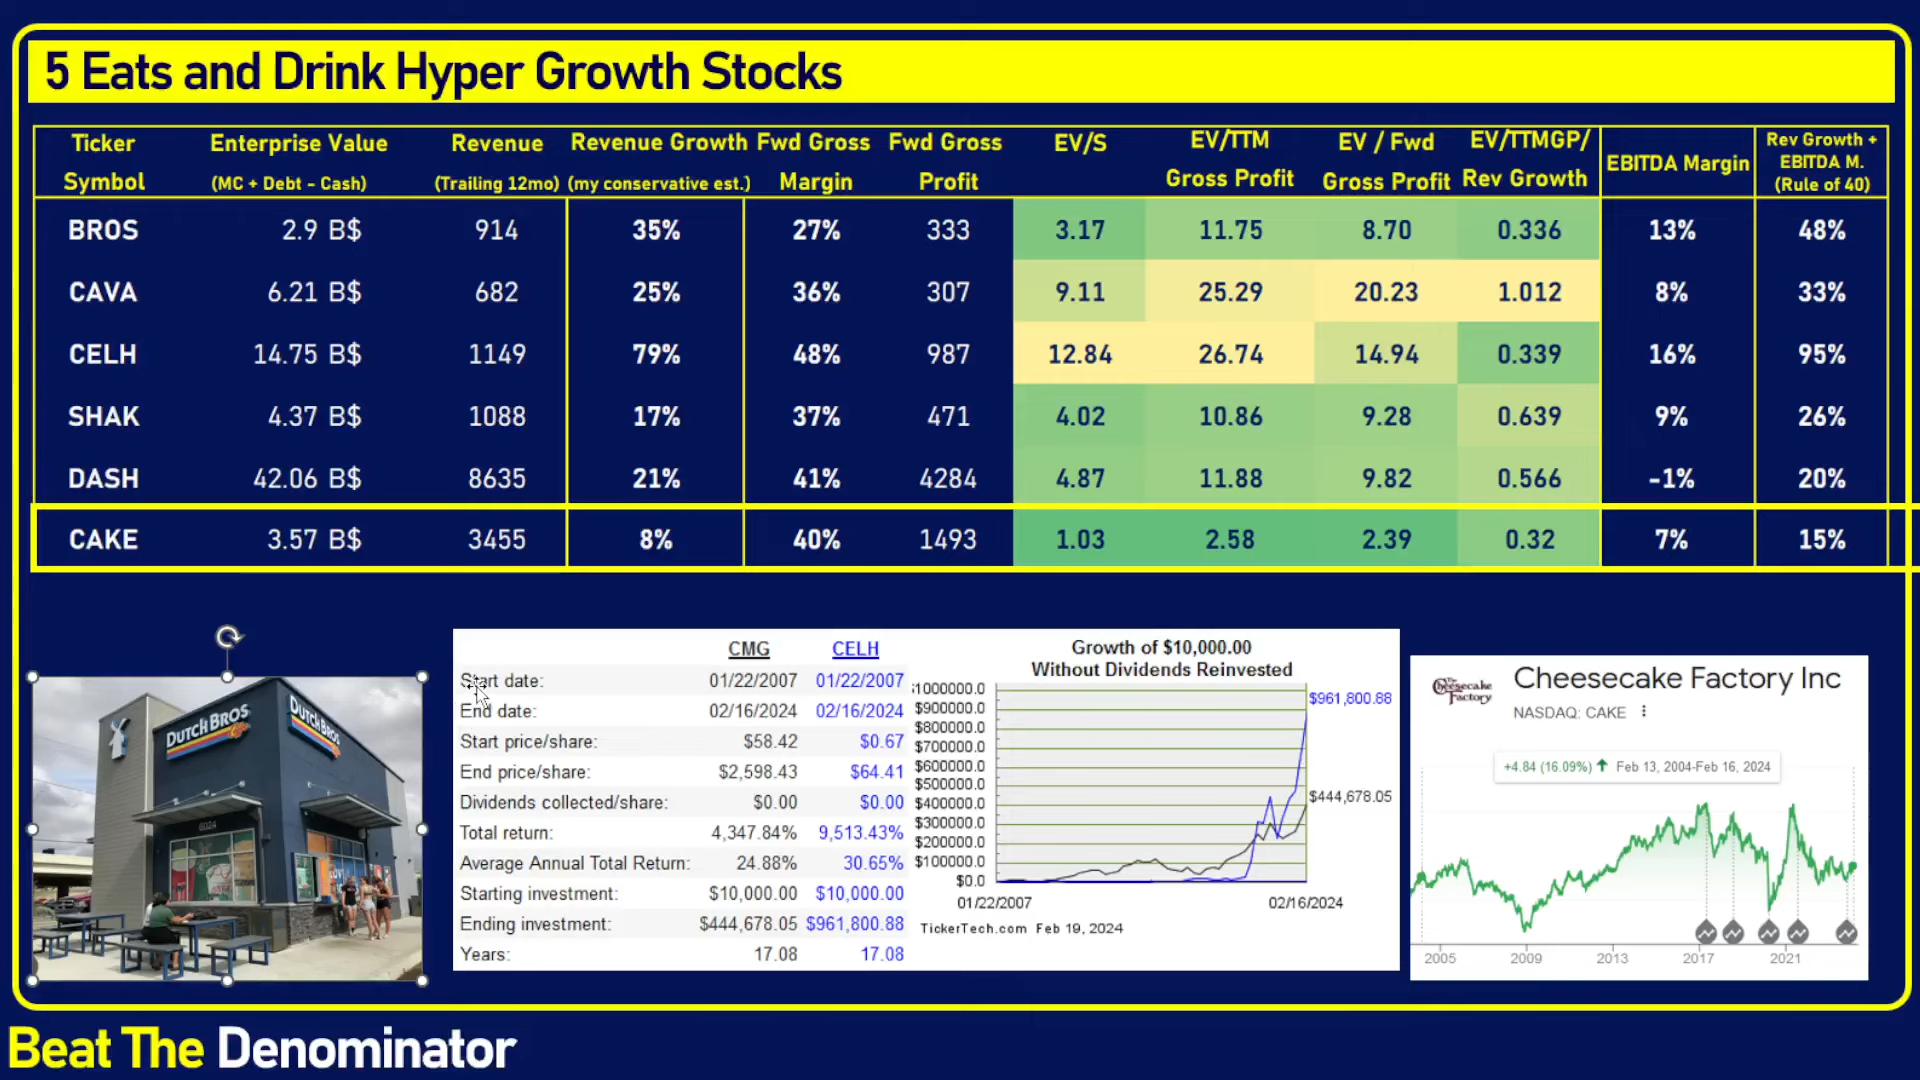 5 Eats and Drink Hyper Growth Stocks
Ticker Symbol | Enterprise Value (MC + Debt - Cash) | Revenue (Trailing 12mo) | Revenue Growth (my conservative est.) | Fwd Gross Margin | Fwd Gross Profit | EV/S | EV/TTM Gross Profit | EV / Fwd Gross Profit | EV/TTMGP/ Rev Growth | EBITDA Margin | Rev Growth + EBITDA M. (Rule of 40)
BROS 2.9 B$ 914 35% 27% 333 3.17 11.75 8.70 0.336 13% 48%
CAVA 6.21 B$ 682 25% 36% 307 9.11 25.29 20.23 1.012 8% 33%
CELH 14.75 B$ 1149 79% 48% 987 12.84 26.74 14.94 0.339 16% 95%
SHAK 4.37 B$ 1088 17% 37% 471 4.02 10.86 9.28 0.639 9% 26%
DASH 42.06 B$ 8635 21% 41% 4284 4.87 11.88 9.82 0.566 -1% 20%
CAKE 3.57 B$ 3455 8% 40% 1493 1.03 2.58 2.39 0.32 7% 15%
DUTCH BROS
DUTCH BROS
6024
CMG CELH
Start date: 01/22/2007 01/22/2007
End date: 02/16/2024 02/16/2024
Start price/share: $58.42 $0.67
End price/share: $2,598.43 $64.41
Dividends collected/share: $0.00 $0.00
Total return: 4,347.84% 9,513.43%
Average Annual Total Return: 24.88% 30.65%
Starting investment: $10,000.00 $10,000.00
Ending investment: $444,678.05 $961,800.88
Years: 17.08 17.08
Growth of $10,000.00
Without Dividends Reinvested
$1000000.0
$900000.0
$800000.0
$700000.0
$600000.0
$500000.0
$400000.0
$300000.0
$200000.0
$100000.0
$0.0
$961,800.88
$444,678.05
01/22/2007 02/16/2024
TickerTech.com Feb 19, 2024
The Cheesecake Factory
Cheesecake Factory Inc
NASDAQ: CAKE
+4.84 (16.09%) Feb 13, 2004-Feb 16, 2024
2005 2009 2013 2017 2021
Beat The Denominator